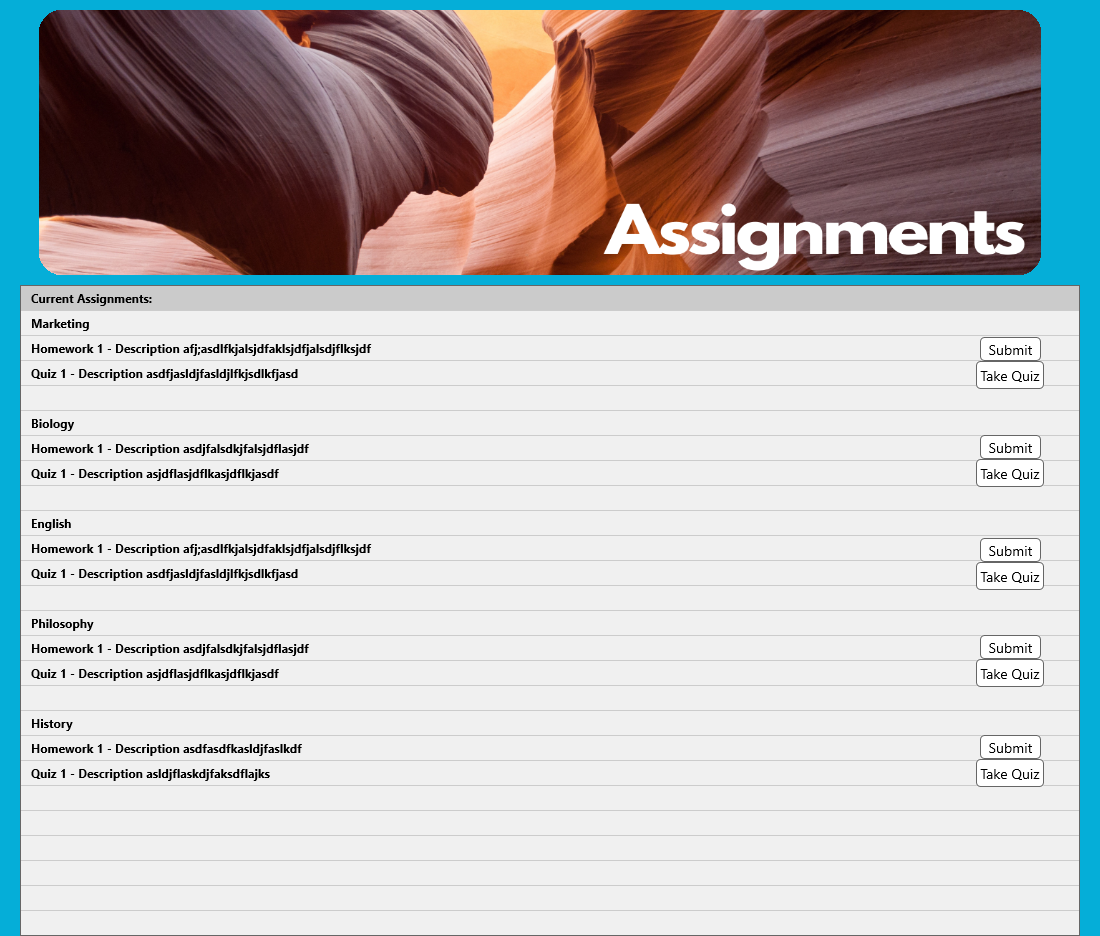 Assignments
Current Assignments:
Marketing
Homework 1 - Description afj;asdlfkjalsjdfaklsjdfjalsdjflksjdf
Submit
Quiz 1 - Description asdfjasldjfasldjlfkjsdlkfjasd
Take Quiz
Biology
Homework 1 - Description asdjfalsdkjfalsjdflasjdf
Submit
Quiz 1 - Description asjdflasjdflkasjdflkjasdf
Take Quiz
English
Homework 1 - Description afj;asdlfkjalsjdfaklsjdfjalsdjflksjdf
Submit
Quiz 1 - Description asdfjasldjfasldjlfkjsdlkfjasd
Take Quiz
Philosophy
Homework 1 - Description asdjfalsdkjfalsjdflasjdf
Submit
Quiz 1 - Description asjdflasjdflkasjdflkjasdf
Take Quiz
History
Homework 1 - Description asdfasdfkasldjfaslkdf
Submit
Quiz 1 - Description asldjflaskdjfaksdflajks
Take Quiz